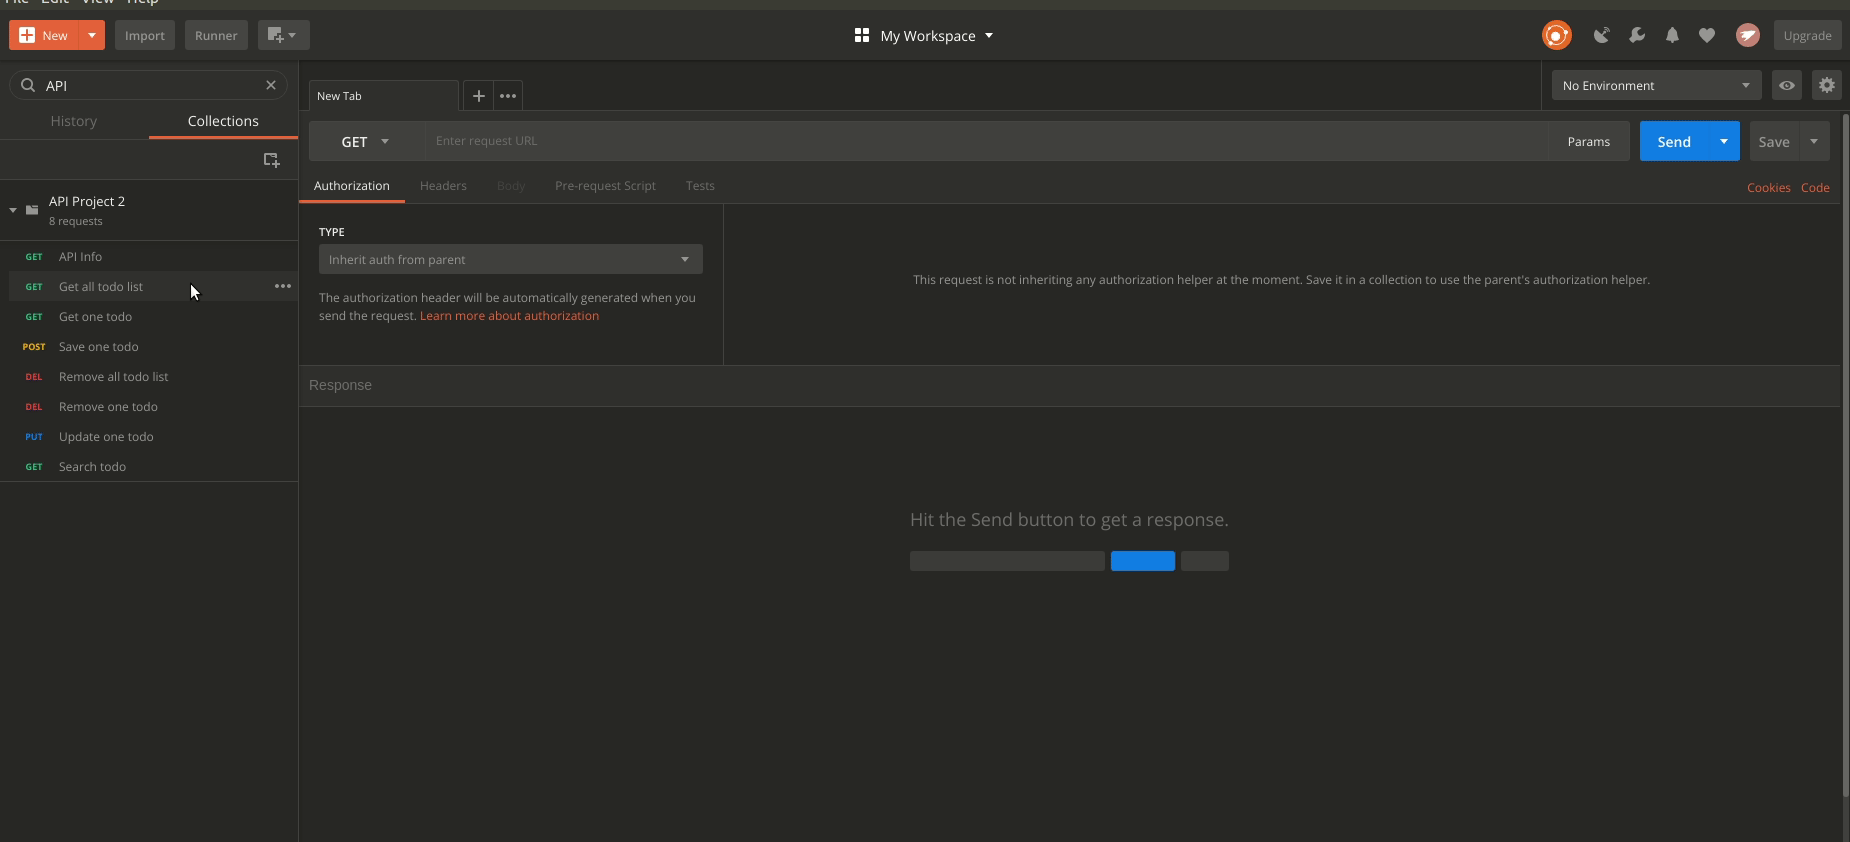 File Edit View Help
New
Import
Runner
My Workspace
Upgrade
API
History
Collections
New Tab
No Environment
GET
Enter request URL
Params
Send
Save
Authorization
Headers
Body
Pre-request Script
Tests
Cookies
Code
API Project 2
8 requests
GET API Info
GET Get all todo list
GET Get one todo
POST Save one todo
DEL Remove all todo list
DEL Remove one todo
PUT Update one todo
GET Search todo
TYPE
Inherit auth from parent
The authorization header will be automatically generated when you
send the request. Learn more about authorization
This request is not inheriting any authorization helper at the moment. Save it in a collection to use the parent's authorization helper.
Response
Hit the Send button to get a response.